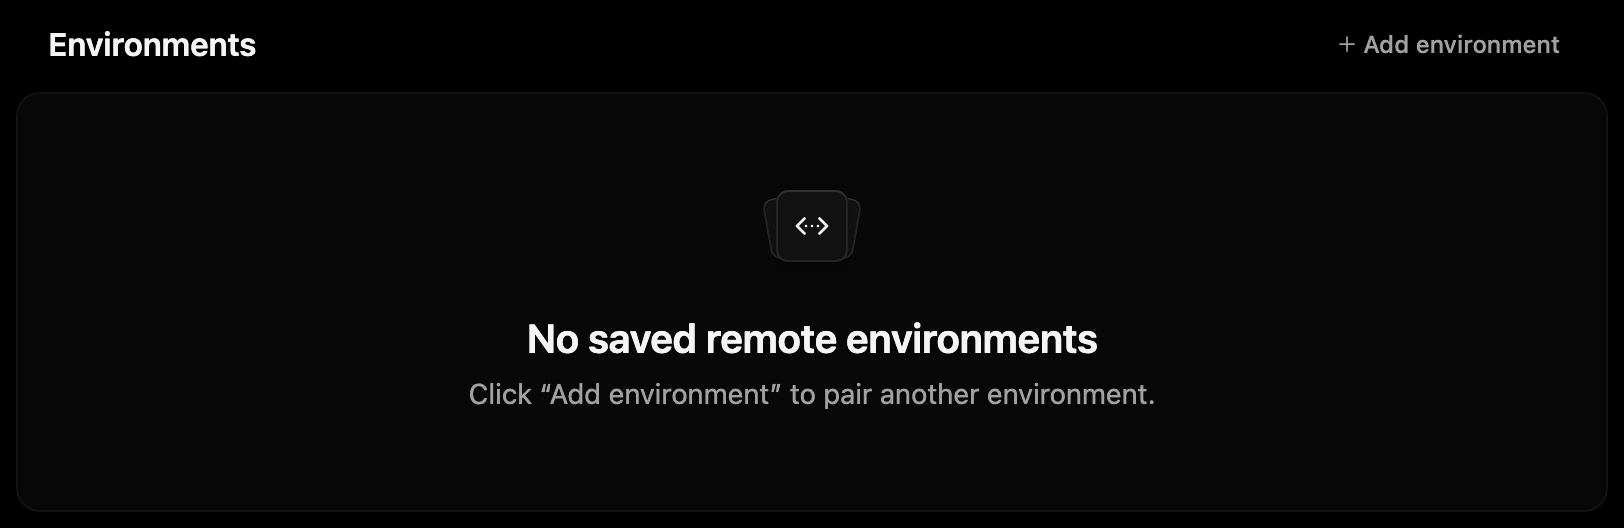 Environments
+ Add environment
No saved remote environments
Click “Add environment” to pair another environment.